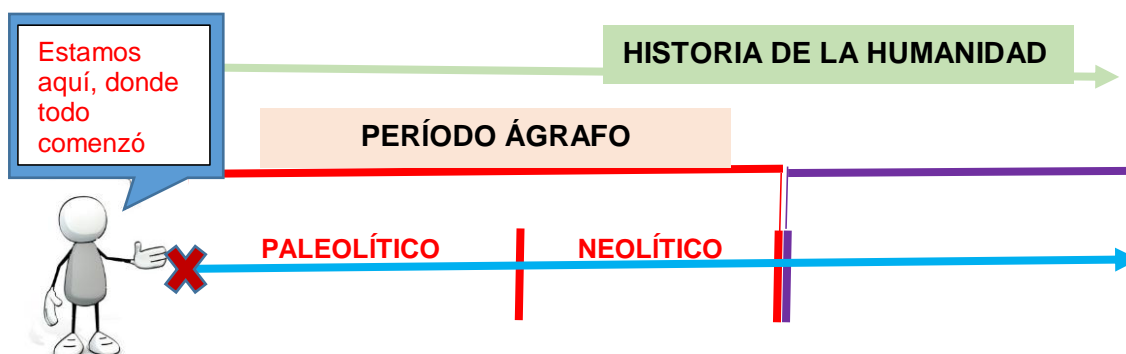 Estamos
aquí, donde
todo
comenzó
HISTORIA DE LA HUMANIDAD
PERÍODO ÁGRAFO
PALEOLÍTICO
NEOLÍTICO